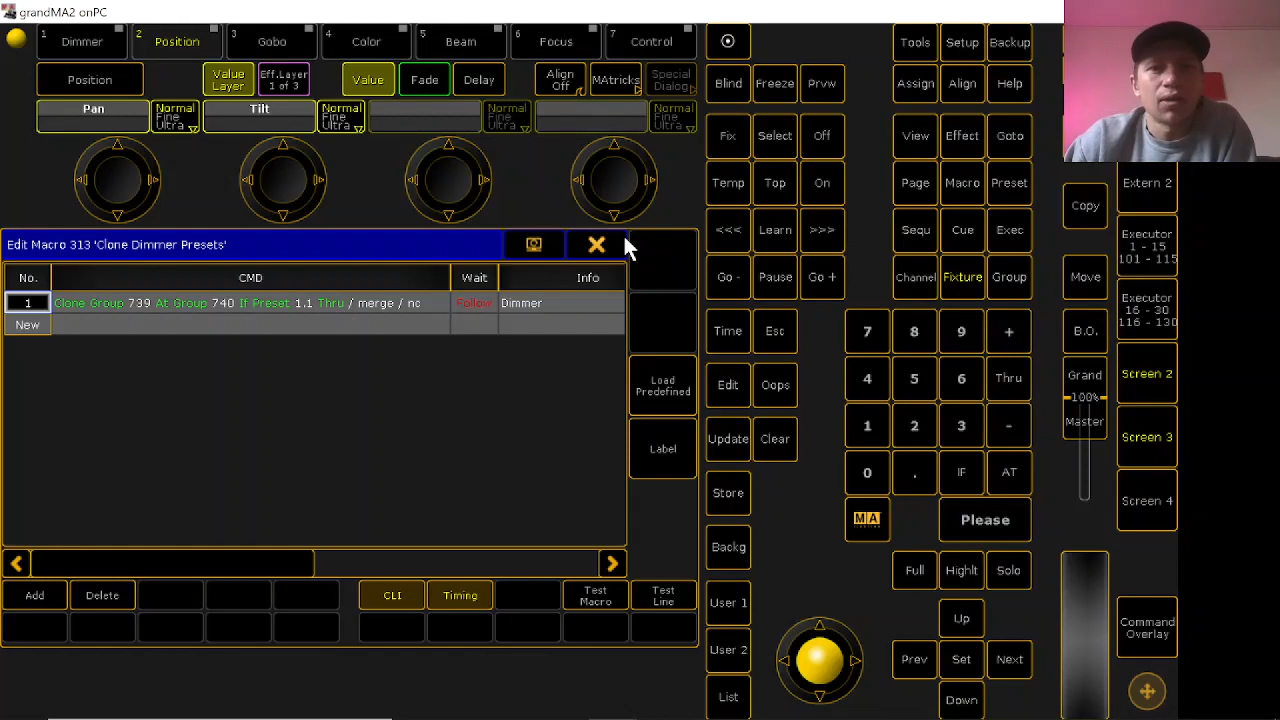 grandMA2 onPC
1 Dimmer
2 Position
3 Gobo
4 Color
5 Beam
6 Focus
7 Control
Tools
Setup
Backup
Position
Value Layer
Eff.Layer 1 of 3
Value
Fade
Delay
Align Off
MAtricks
Special Dialog
Blind
Freeze
Prvw
Assign
Align
Help
Pan
Normal Fine Ultra
Tilt
Normal Fine Ultra
Normal Fine Ultra
Normal Fine Ultra
Fix
Select
Off
View
Effect
Goto
Temp
Top
On
Page
Macro
Preset
Extern 2
Copy
<<<
Learn
>>>
Sequ
Cue
Exec
Executor
1 - 15
101 - 115
Edit Macro 313 'Clone Dimmer Presets'
Go -
Pause
Go +
Channel
Fixture
Group
Move
No.
CMD
Wait
Info
1
Clone Group 739 At Group 740 If Preset 1.1 Thru / merge / nc
Follow
Dimmer
New
Executor
16 - 30
116 - 130
Time
Esc
7
8
9
+
B.O.
Load Predefined
Edit
Oops
4
5
6
Thru
Grand
100%
Master
Screen 2
Label
Update
Clear
1
2
3
-
Screen 3
Store
0
.
IF
AT
Screen 4
MA
Please
Backg
Full
Highlt
Solo
Add
Delete
CLI
Timing
Test Macro
Test Line
User 1
Up
Command Overlay
User 2
Prev
Set
Next
List
Down